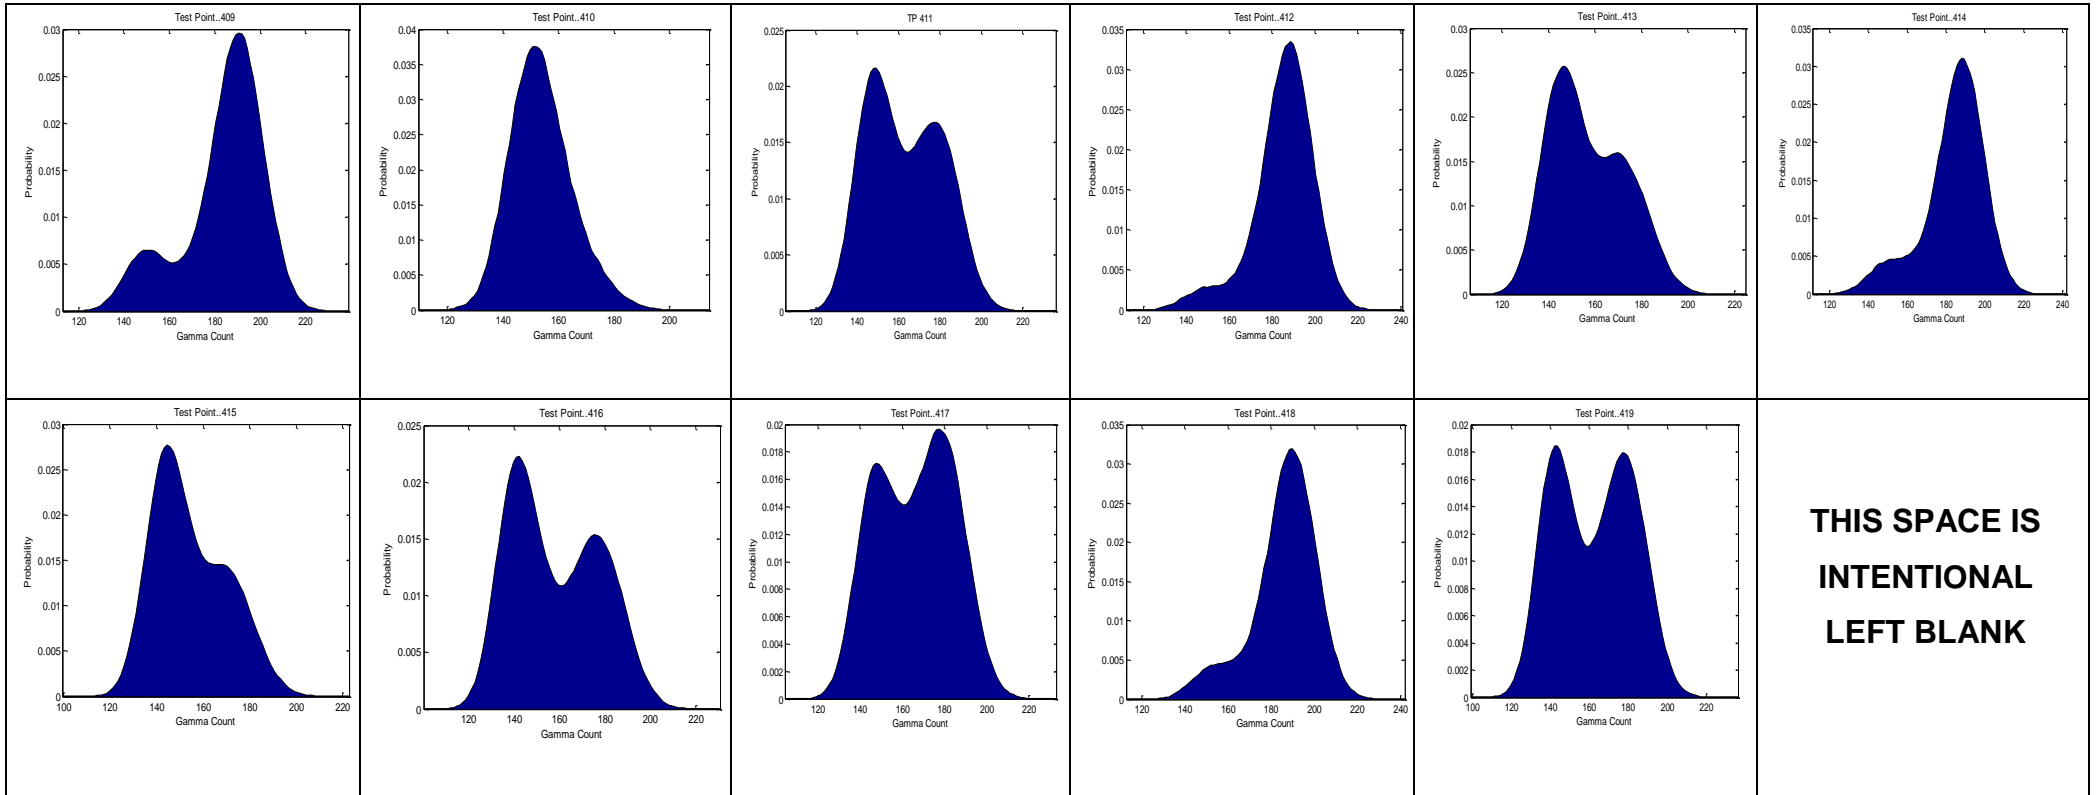 Test Point..409
0.03
0.025
0.02
0.015
0.01
0.005
0
Probability
120 140 160 180 200 220
Gamma Count
Test Point..410
0.04
0.035
0.04
0.03
0.02
0.015
0.01
0.005
0
Probability
120 140 160 180 200
Gamma Count
TP 411
0.025
0.02
0.015
0.01
0.005
0
Probability
120 140 160 180 200 220
Gamma Count
Test Point..412
0.035
0.03
0.025
0.02
0.015
0.01
0.005
0
120 140 160 180 200 220 240
Gamma Count
Test Point..413
0.03
0.025
0.02
0.015
0.01
0.005
0
Probability
120 140 160 180 200 220
Gamma Count
Test Point..414
0.035
0.03
0.025
0.02
0.015
0.01
0.005
0
Probability
120 140 160 180 200 220 240
Gamma Count
Test Point..415
0.03
0.025
0.02
0.015
0.01
0.005
0
Probability
100 120 140 160 180 200 220
Gamma Count
Test Point..416
0.025
0.02
0.015
0.01
0.005
0
Probability
120 140 160 180 200 220
Gamma Count
Test Point..417
0.02
0.018
0.016
0.014
0.012
0.01
0.008
0.006
0.004
0.002
0
Probability
120 140 160 180 200 220
Gamma Count
Test Point..418
0.035
0.03
0.025
0.02
0.015
0.01
0.005
0
Probability
120 140 160 180 200 220 240
Gamma Count
Test Point..419
0.02
0.018
0.016
0.014
0.012
0.01
0.008
0.006
0.004
0.002
0
Probability
100 120 140 160 180 200 220
Gamma Count
THIS SPACE IS
INTENTIONAL
LEFT BLANK